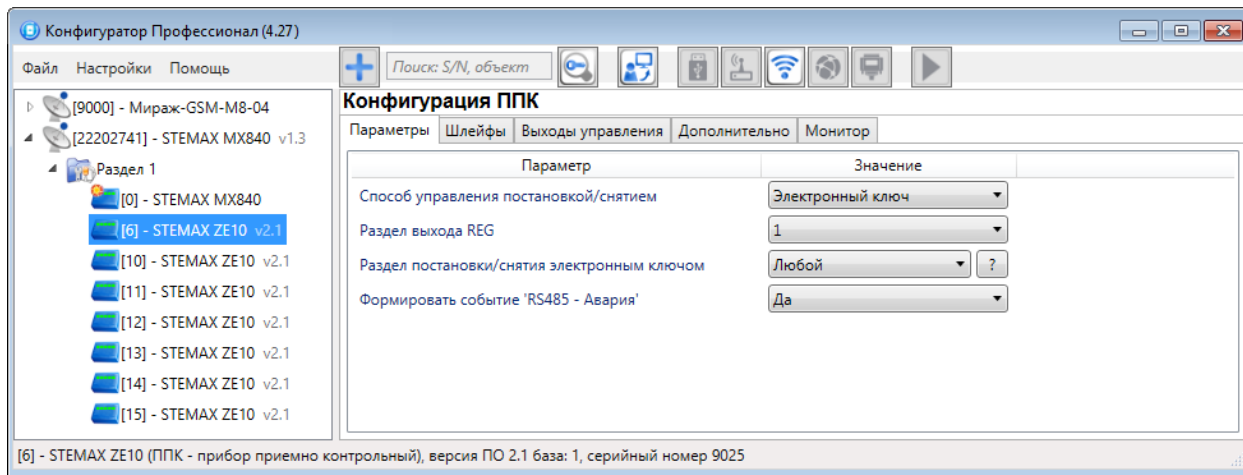 Конфигуратор Профессионал (4.27)
Файл Настройки Помощь
Поиск: S/N, объект
[9000] - Мираж-GSM-M8-04
[22202741] - STEMAX MX840 v1.3
Раздел 1
[0] - STEMAX MX840
[6] - STEMAX ZE10 v2.1
[10] - STEMAX ZE10 v2.1
[11] - STEMAX ZE10 v2.1
[12] - STEMAX ZE10 v2.1
[13] - STEMAX ZE10 v2.1
[14] - STEMAX ZE10 v2.1
[15] - STEMAX ZE10 v2.1
Конфигурация ППК
Параметры Шлейфы Выходы управления Дополнительно Монитор
Параметр Значение
Способ управления постановкой/снятием Электронный ключ
Раздел выхода REG 1
Раздел постановки/снятия электронным ключом Любой ?
Формировать событие 'RS485 - Авария' Да
[6] - STEMAX ZE10 (ППК - прибор приемно контрольный), версия ПО 2.1 база: 1, серийный номер 9025